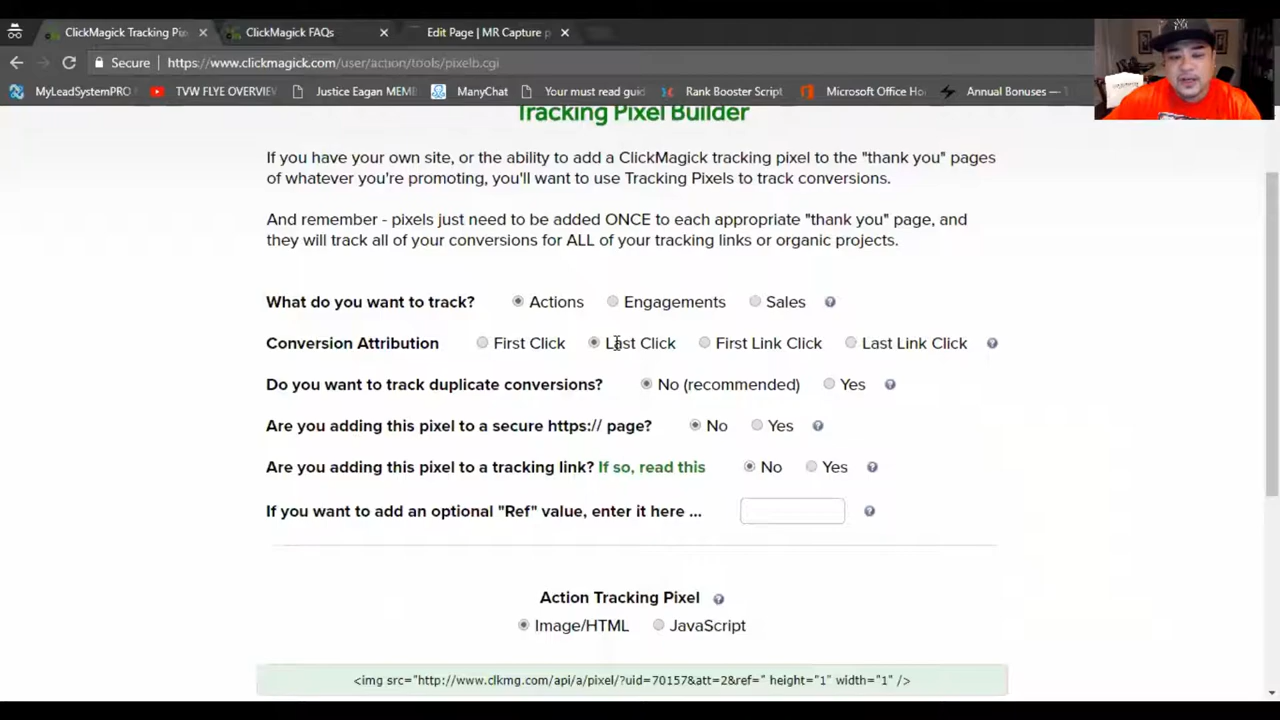 ClickMagick Tracking Pix
ClickMagick FAQs
Edit Page | MR Capture p
Secure
https://www.clickmagick.com/user/action/tools/pixelb.cgi
MyLeadSystemPRO
TVW FLYE OVERVIEW
Justice Eagan MEMB
ManyChat
Your must read guid
Rank Booster Script
Microsoft Office Ho
Annual Bonuses — 1
Tracking Pixel Builder
If you have your own site, or the ability to add a ClickMagick tracking pixel to the "thank you" pages
of whatever you're promoting, you'll want to use Tracking Pixels to track conversions.
And remember - pixels just need to be added ONCE to each appropriate "thank you" page, and
they will track all of your conversions for ALL of your tracking links or organic projects.
What do you want to track? Actions Engagements Sales ?
Conversion Attribution First Click Last Click First Link Click Last Link Click ?
Do you want to track duplicate conversions? No (recommended) Yes ?
Are you adding this pixel to a secure https:// page? No Yes ?
Are you adding this pixel to a tracking link? If so, read this No Yes ?
If you want to add an optional "Ref" value, enter it here ... ?
Action Tracking Pixel ?
Image/HTML JavaScript
<img src="http://www.clkmg.com/api/a/pixel/?uid=70157&att=2&ref=" height="1" width="1" />